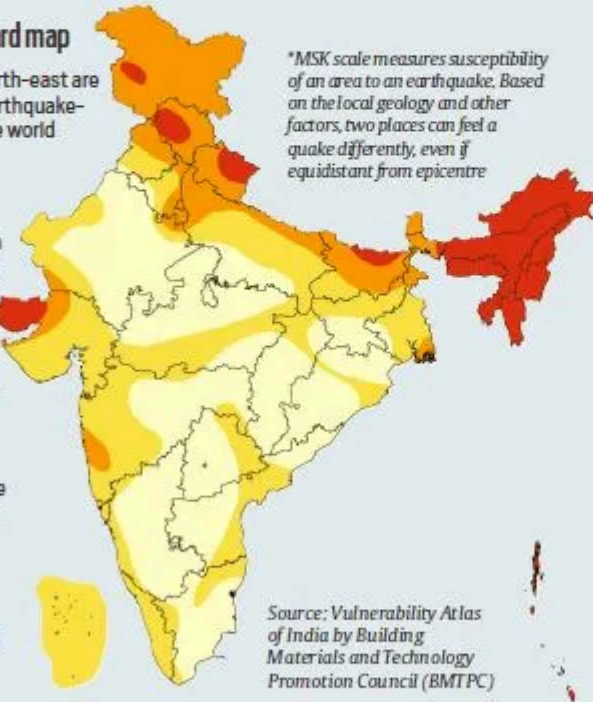 rd map
rth-east are
rthquake-
e world
*MSK scale measures susceptibility
of an area to an earthquake. Based
on the local geology and other
factors, two places can feel a
quake differently, even if
equidistant from epicentre
e
Source: Vulnerability Atlas
of India by Building
Materials and Technology
Promotion Council (BMTPC)